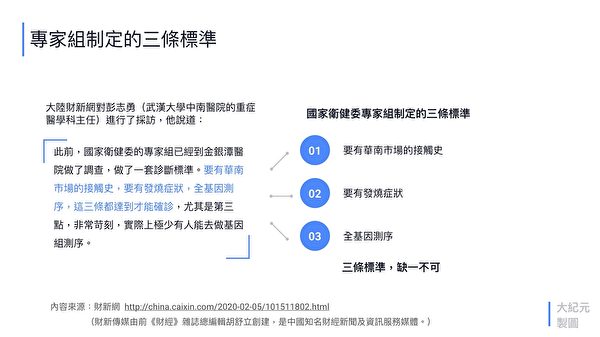 專家組制定的三條標準
大陸財新網對彭志勇（武漢大學中南醫院的重症
醫學科主任）進行了採訪，他說道：
此前，國家衛健委的專家組已經到金銀潭醫
院做了調查，做了一套診斷標準。要有華南
市場的接觸史，要有發燒症狀，全基因測
序，這三條都達到才能確診，尤其是第三
點，非常苛刻，實際上極少有人能去做基因
組測序。
國家衛健委專家組制定的三條標準
01 要有華南市場的接觸史
02 要有發燒症狀
03 全基因測序
三條標準，缺一不可
內容來源：財新網 http://china.caixin.com/2020-02-05/101511802.html
（財新傳媒由前《財經》雜誌總編輯胡舒立創建，是中國知名財經新聞及資訊服務媒體。）
大紀元
製圖